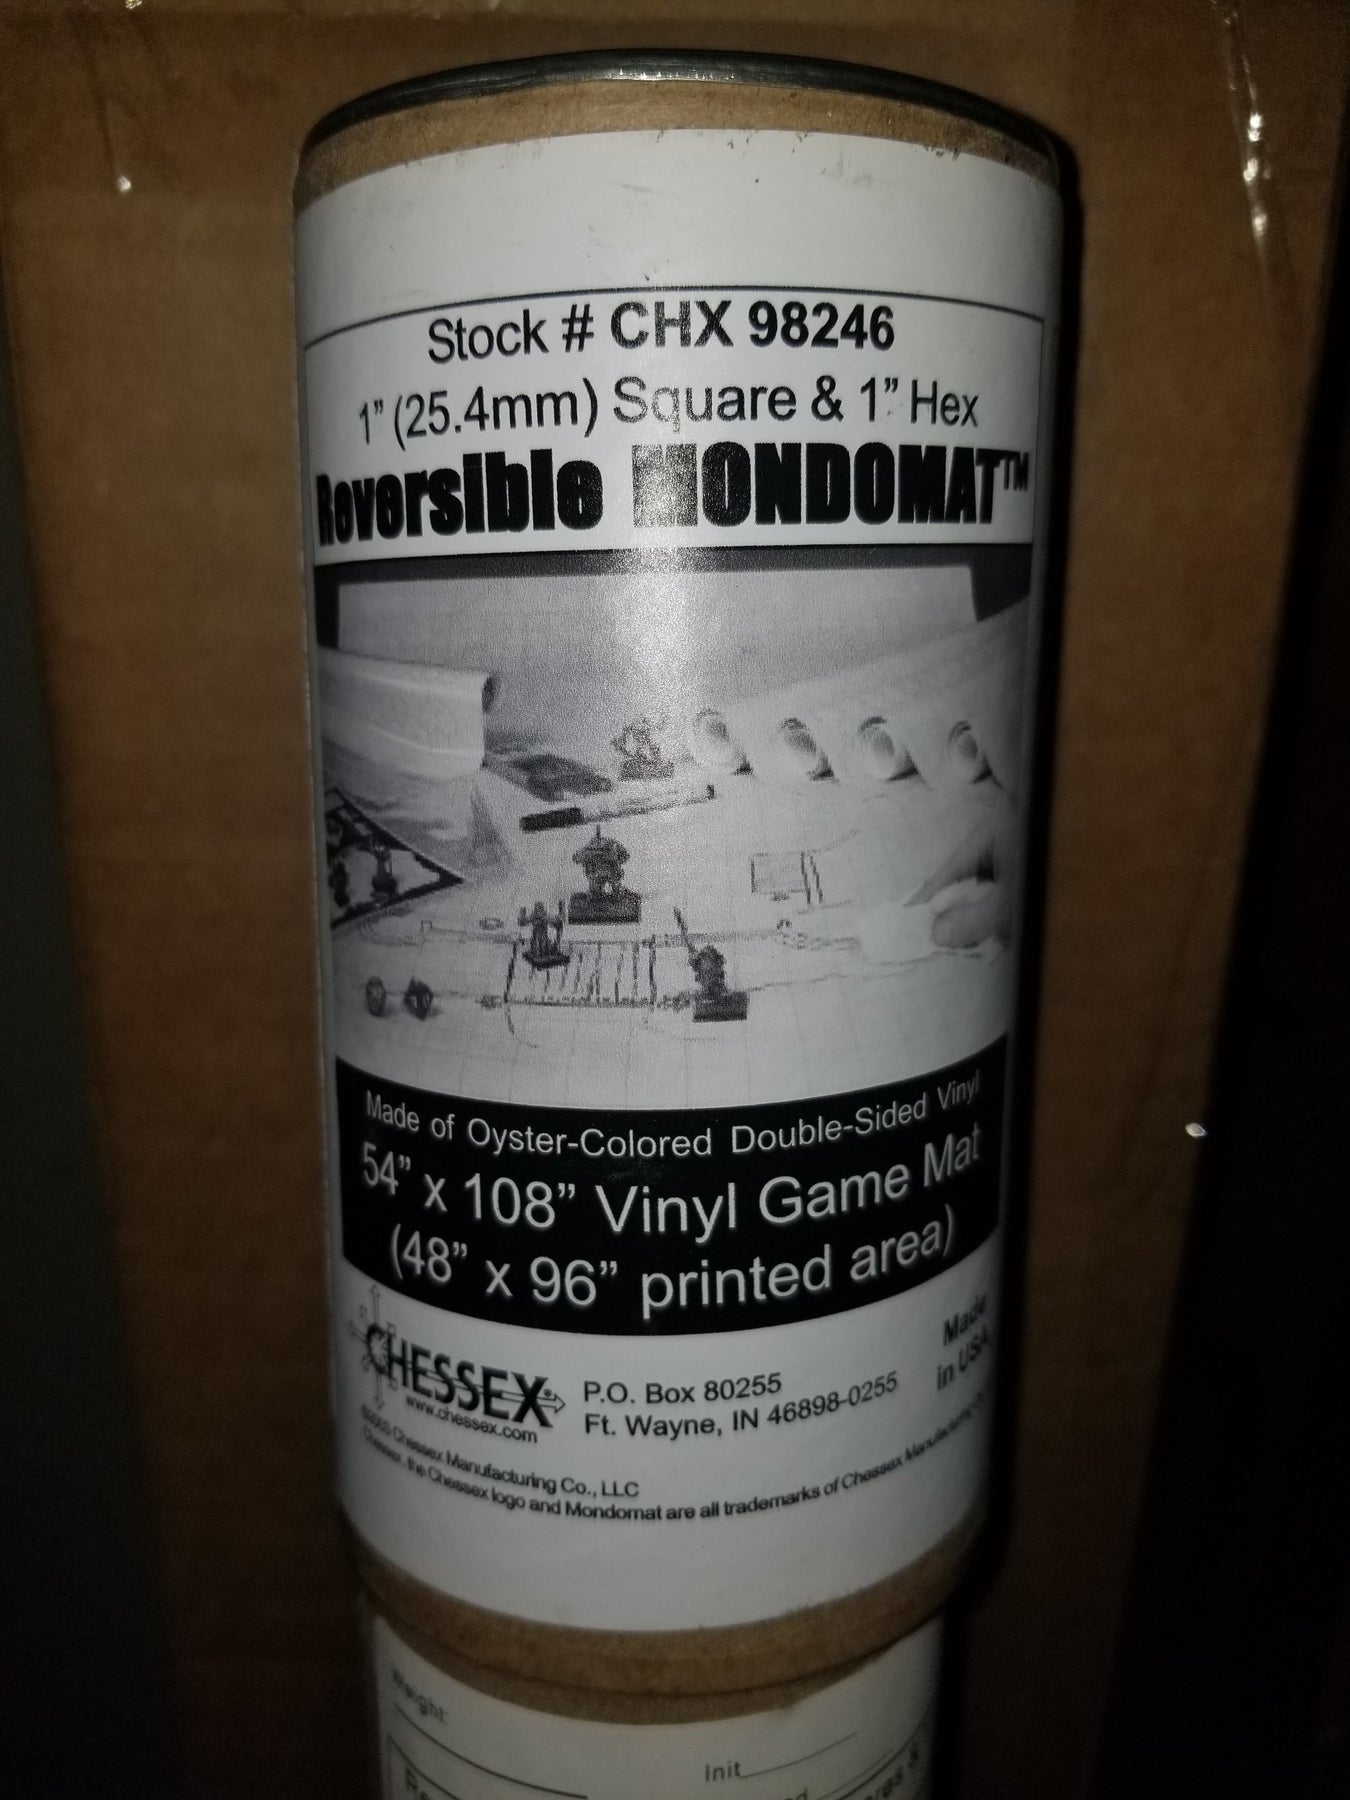 Stock # CHX 98246
1” (25.4mm) Square & 1” Hex
Reversible MONDOMAT™
Made of Oyster-Colored Double-Sided Vinyl
54” x 108” Vinyl Game Mat
(48” x 96” printed area)
CHESSEX®
www.chessex.com
P.O. Box 80255
Ft. Wayne, IN 46898-0255
Made
in USA
Chessex Manufacturing Co., LLC
Chessex, the Chessex logo and Mondomat are all trademarks of Chessex Manufacturing
Weight
Init